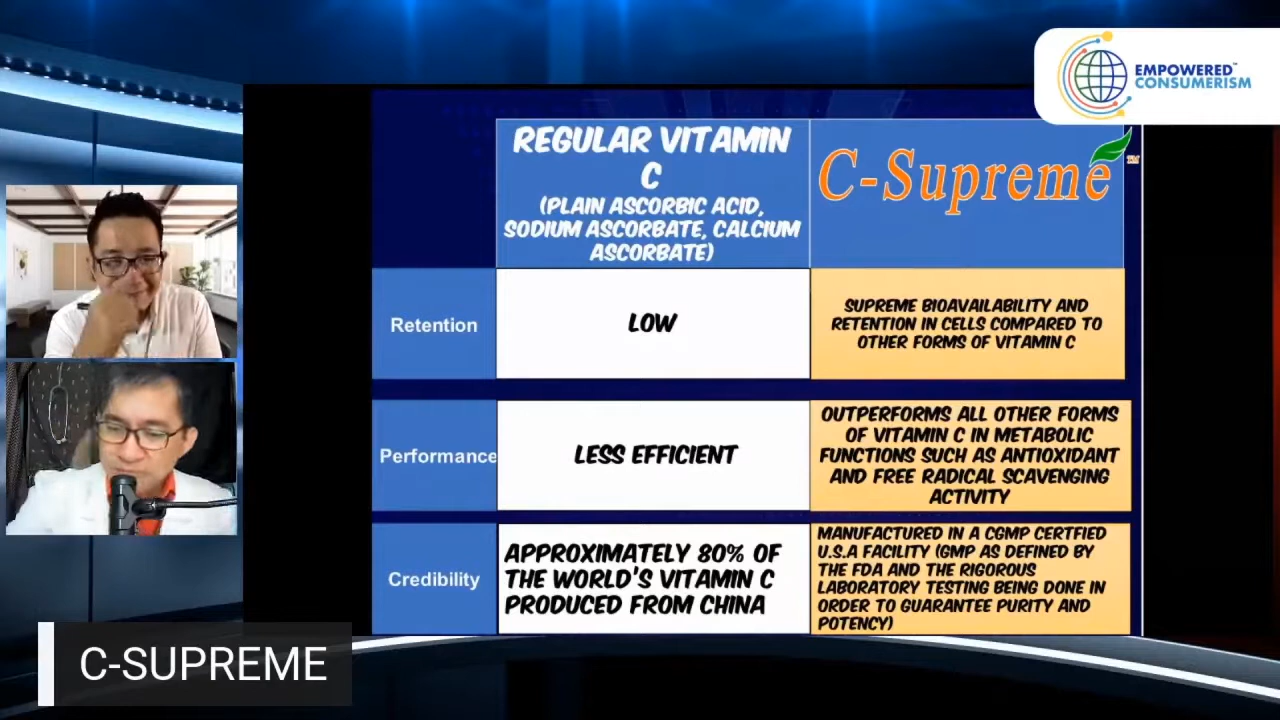 EMPOWERED™
CONSUMERISM
REGULAR VITAMIN
C
(PLAIN ASCORBIC ACID,
SODIUM ASCORBATE, CALCIUM
ASCORBATE)
C-Supreme™
Retention
LOW
SUPREME BIOAVAILABILITY AND
RETENTION IN CELLS COMPARED TO
OTHER FORMS OF VITAMIN C
Performance
LESS EFFICIENT
OUTPERFORMS ALL OTHER FORMS
OF VITAMIN C IN METABOLIC
FUNCTIONS SUCH AS ANTIOXIDANT
AND FREE RADICAL SCAVENGING
ACTIVITY
Credibility
APPROXIMATELY 80% OF
THE WORLD'S VITAMIN C
PRODUCED FROM CHINA
MANUFACTURED IN A CGMP CERTFIED
U.S.A FACILITY (GMP AS DEFINED BY
THE FDA AND THE RIGOROUS
LABORATORY TESTING BEING DONE IN
ORDER TO GUARANTEE PURITY AND
POTENCY)
C-SUPREME